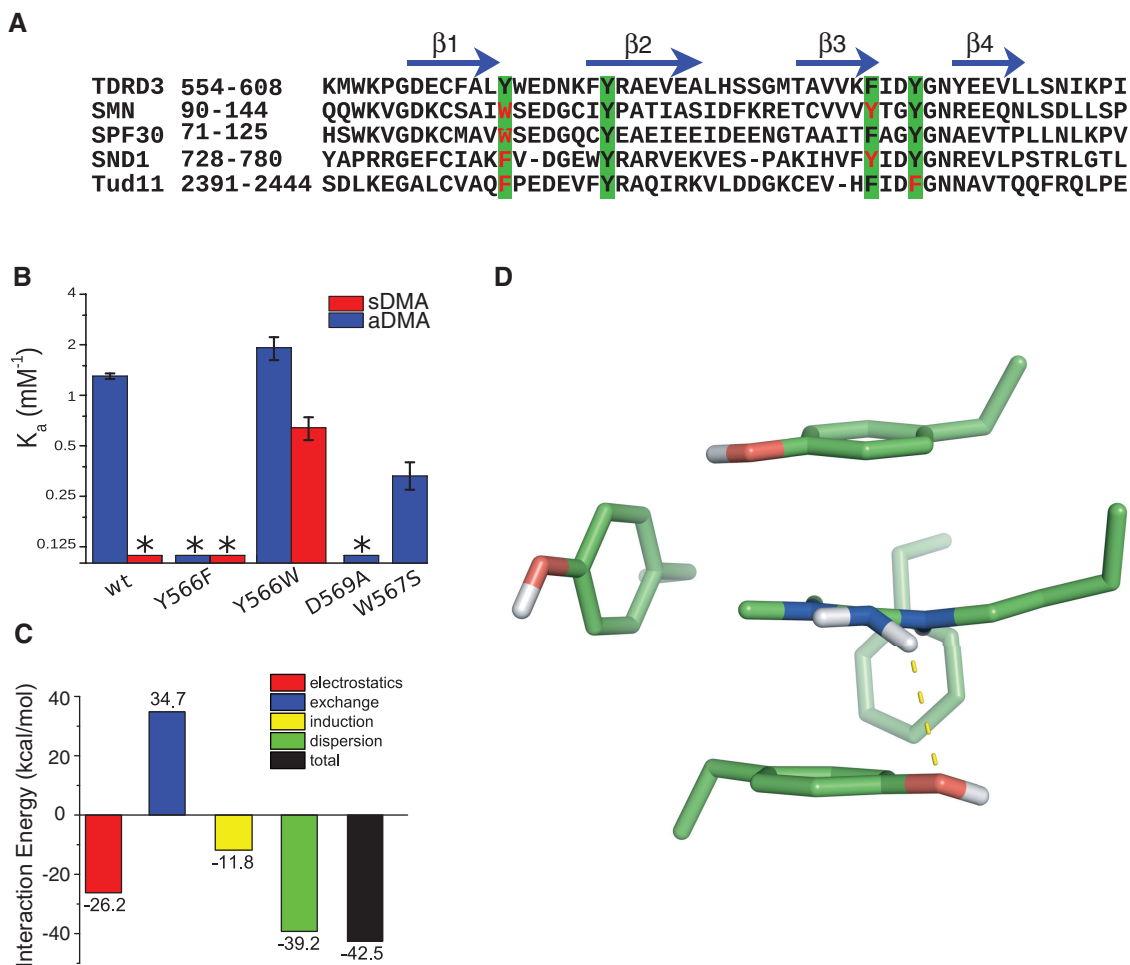 A
β1 β2 β3 β4
TDRD3 554-608 KMWKPGDECFALYWEDNKFYRAEVEALHSSGMTAVVKFIDYGNYEEVLLSNIKPI
SMN 90-144 QQWKVGDKCSAIWSEDGCIYPATIASIDFKRETCVVVYTGYGNREEQNLSDLLSP
SPF30 71-125 HSWKVGDKCMAVWSEDGQCYEAEIEEIDEENGTAAITFAGYGNAEVTPLLNLKPV
SND1 728-780 YAPRRGEFCIAKFV-DGEWYRARVEKVES-PAKIHVFYIDYGNREVLPSTRLGTL
Tud11 2391-2444 SDLKEGALCVAQFPEDEVFYRAQIRKVLDDGKCEV-HFIDFGNNAVTQQFRQLPE
B
sDMA
aDMA
Ka (mM-1)
4
2
1
0.5
0.25
0.125
* * * *
wt Y566F Y566W D569A W567S
C
electrostatics
exchange
induction
dispersion
total
Interaction Energy (kcal/mol)
40
20
0
-20
-40
34.7
-26.2
-11.8
-39.2
-42.5
D